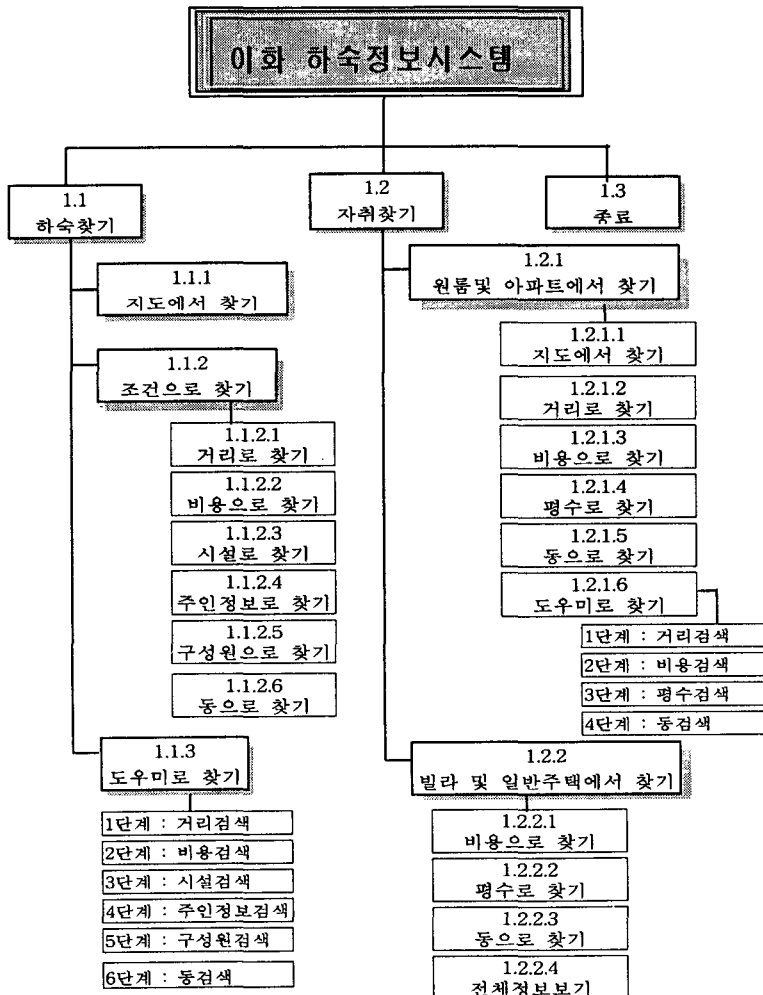 이화 하숙정보시스템
1.1
하숙찾기
1.2
자취찾기
1.3
종료
1.1.1
지도에서 찾기
1.1.2
조건으로 찾기
1.1.2.1
거리로 찾기
1.1.2.2
비용으로 찾기
1.1.2.3
시설로 찾기
1.1.2.4
주인정보로 찾기
1.1.2.5
구성원으로 찾기
1.1.2.6
동으로 찾기
1.1.3
도우미로 찾기
1단계 : 거리검색
2단계 : 비용검색
3단계 : 시설검색
4단계 : 주인정보검색
5단계 : 구성원검색
6단계 : 동검색
1.2.1
원룸및 아파트에서 찾기
1.2.1.1
지도에서 찾기
1.2.1.2
거리로 찾기
1.2.1.3
비용으로 찾기
1.2.1.4
평수로 찾기
1.2.1.5
동으로 찾기
1.2.1.6
도우미로 찾기
1단계 : 거리검색
2단계 : 비용검색
3단계 : 평수검색
4단계 : 동검색
1.2.2
빌라 및 일반주택에서 찾기
1.2.2.1
비용으로 찾기
1.2.2.2
평수로 찾기
1.2.2.3
동으로 찾기
1.2.2.4
전체정보보기